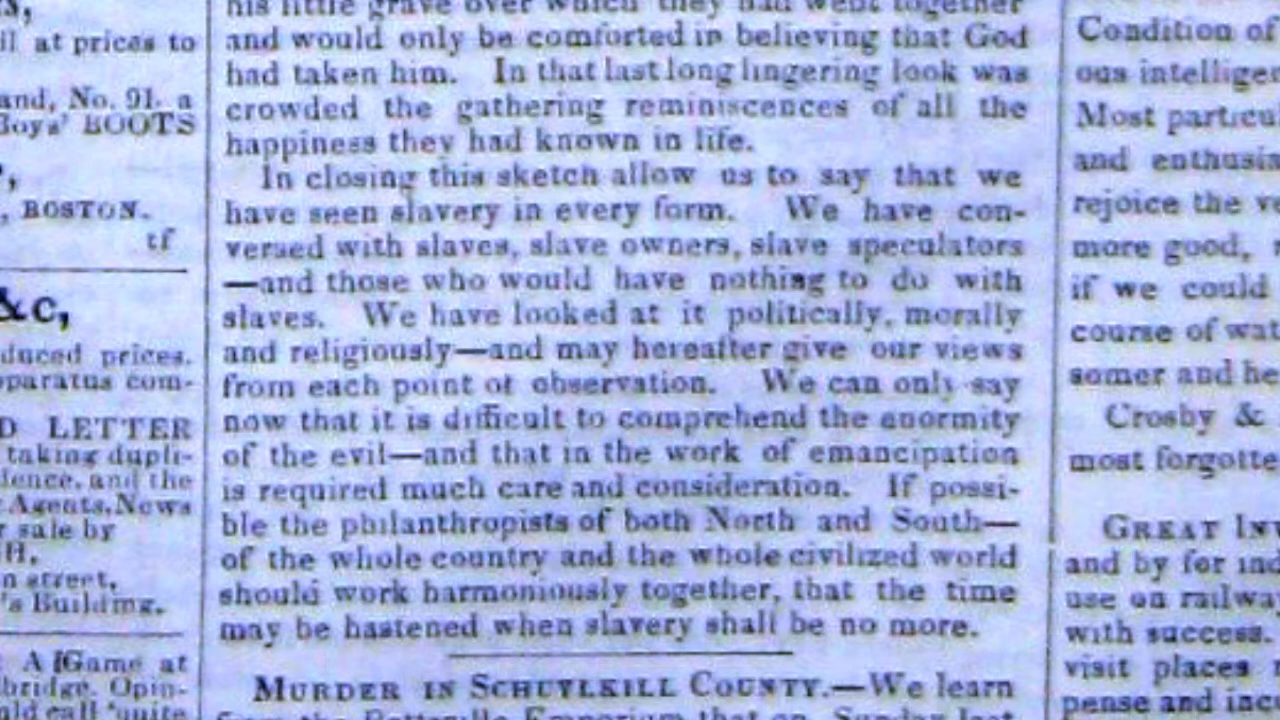 S,
il at prices to
and, No. 91, a
Boys' BOOTS
',
, BOSTON.
tf
&c,
duced prices.
pparatus com-
D LETTER
taking dupli-
ience, and the
Agents, News
r sale by
H,
n street,
's Building.
A Game at
bridge. Opin-
uld call 'quite
his little grave over which they had went together
and would only be comforted in believing that God
had taken him. In that last long lingering look was
crowded the gathering reminiscences of all the
happiness they had known in life.
In closing this sketch allow us to say that we
have seen slavery in every form. We have con-
versed with slaves, slave owners, slave speculators
—and those who would have nothing to do with
slaves. We have looked at it politically, morally
and religiously—and may hereafter give our views
from each point of observation. We can only say
now that it is difficult to comprehend the enormity
of the evil—and that in the work of emancipation
is required much care and consideration. If possi-
ble the philanthropists of both North and South—
of the whole country and the whole civilized world
should work harmoniously together, that the time
may be hastened when slavery shall be no more.
MURDER IN SCHUYLKILL COUNTY.—We learn
from the Pottsville Emporium that on Sunday last
Condition of
ous intellige
Most particul
and enthusia
rejoice the v
more good,
if we could
course of wat
somer and he
Crosby &
most forgotte
GREAT IN
and by for ind
use on railwa
with success.
visit places
pense and inc